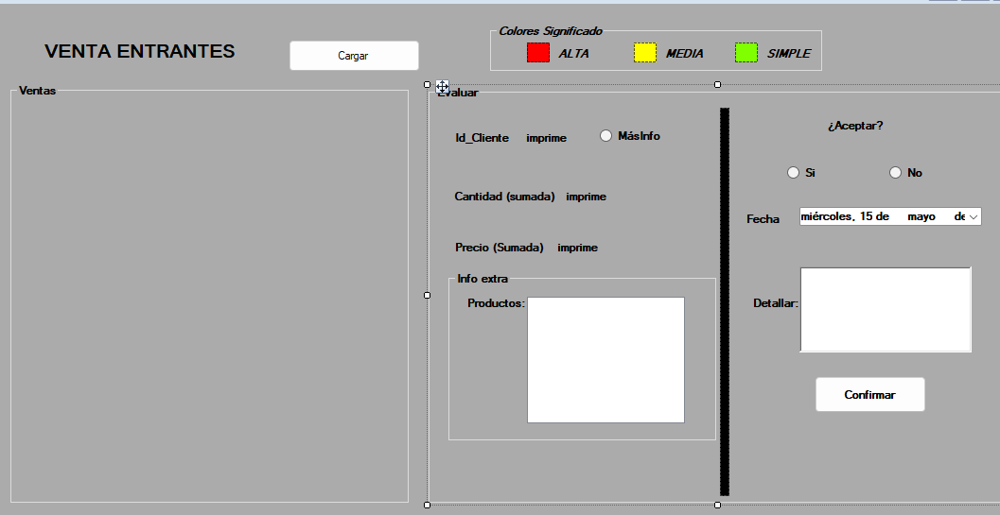 VENTA ENTRANTES
Cargar
Colores Significado
ALTA
MEDIA
SIMPLE
Ventas
Evaluar
Id_Cliente imprime
MásInfo
Cantidad (sumada) imprime
Precio (Sumada) imprime
Info extra
Productos:
¿Aceptar?
Si
No
Fecha
miércoles, 15 de mayo de
Detallar:
Confirmar